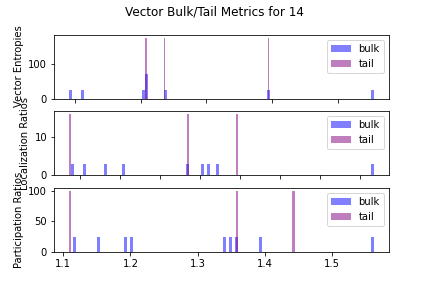 Vector Bulk/Tail Metrics for 14
Vector Entropies
100
0
bulk
tail
Localization Ratios
10
0
bulk
tail
Participation Ratios
100
50
0
bulk
tail
1.1 1.2 1.3 1.4 1.5